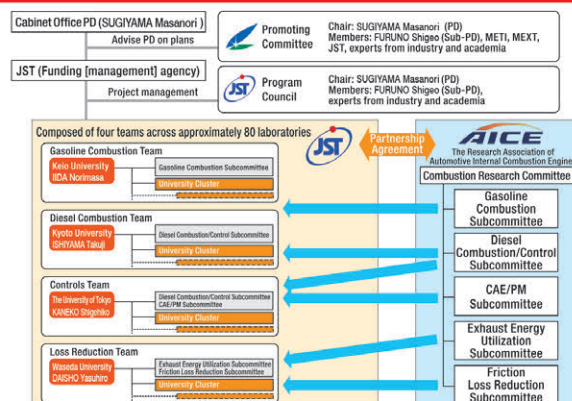 Cabinet Office PD (SUGIYAMA Masanori )
Advise PD on plans
Promoting
Committee
Chair: SUGIYAMA Masanori (PD)
Members: FURUNO Shigeo (Sub-PD), METI, MEXT,
JST, experts from industry and academia
JST (Funding [management] agency)
Project management
JST
Program
Council
Chair: SUGIYAMA Masanori (PD)
Members: FURUNO Shigeo (Sub-PD),
experts from industry and academia
Composed of four teams across approximately 80 laboratories
JST
Partnership
Agreement
AICE
The Research Association of
Automotive Internal Combustion Engine
Combustion Research Committee
Gasoline Combustion Team
Keio University
IIDA Norimasa
Gasoline Combustion Subcommittee
University Cluster
Gasoline
Combustion
Subcommittee
Diesel Combustion Team
Kyoto University
ISHIYAMA Takuji
Diesel Combustion/Control Subcommittee
University Cluster
Diesel
Combustion/Control
Subcommittee
Controls Team
The University of Tokyo
KANEKO Shigehiko
Diesel Combustion/Control Subcommittee
CAE/PM Subcommittee
University Cluster
CAE/PM
Subcommittee
Loss Reduction Team
Waseda University
DAISHO Yasuhiro
Exhaust Energy Utilization Subcommittee
Friction Loss Reduction Subcommittee
University Cluster
Exhaust Energy
Utilization
Subcommittee
Friction
Loss Reduction
Subcommittee